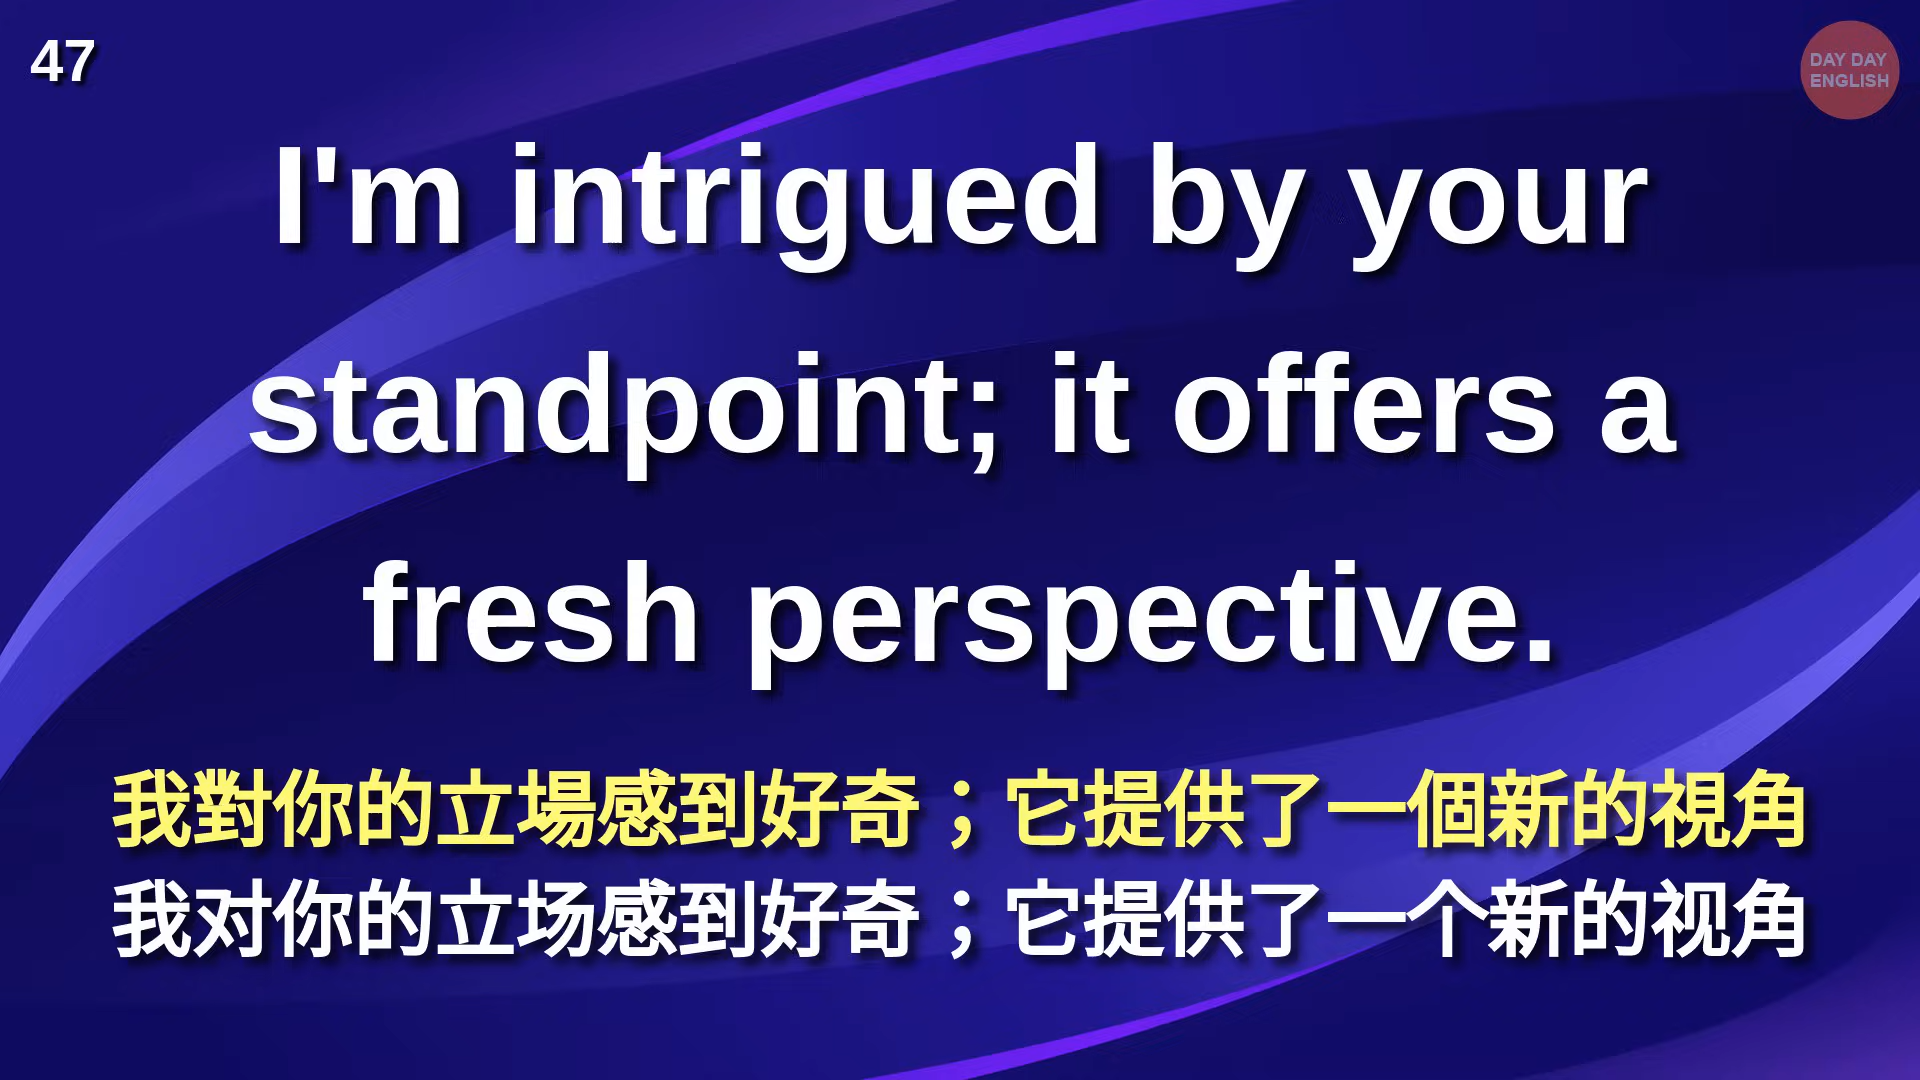 47
DAY DAY
ENGLISH
I'm intrigued by your
standpoint; it offers a
fresh perspective.
我對你的立場感到好奇；它提供了一個新的視角
我对你的立场感到好奇；它提供了一个新的视角